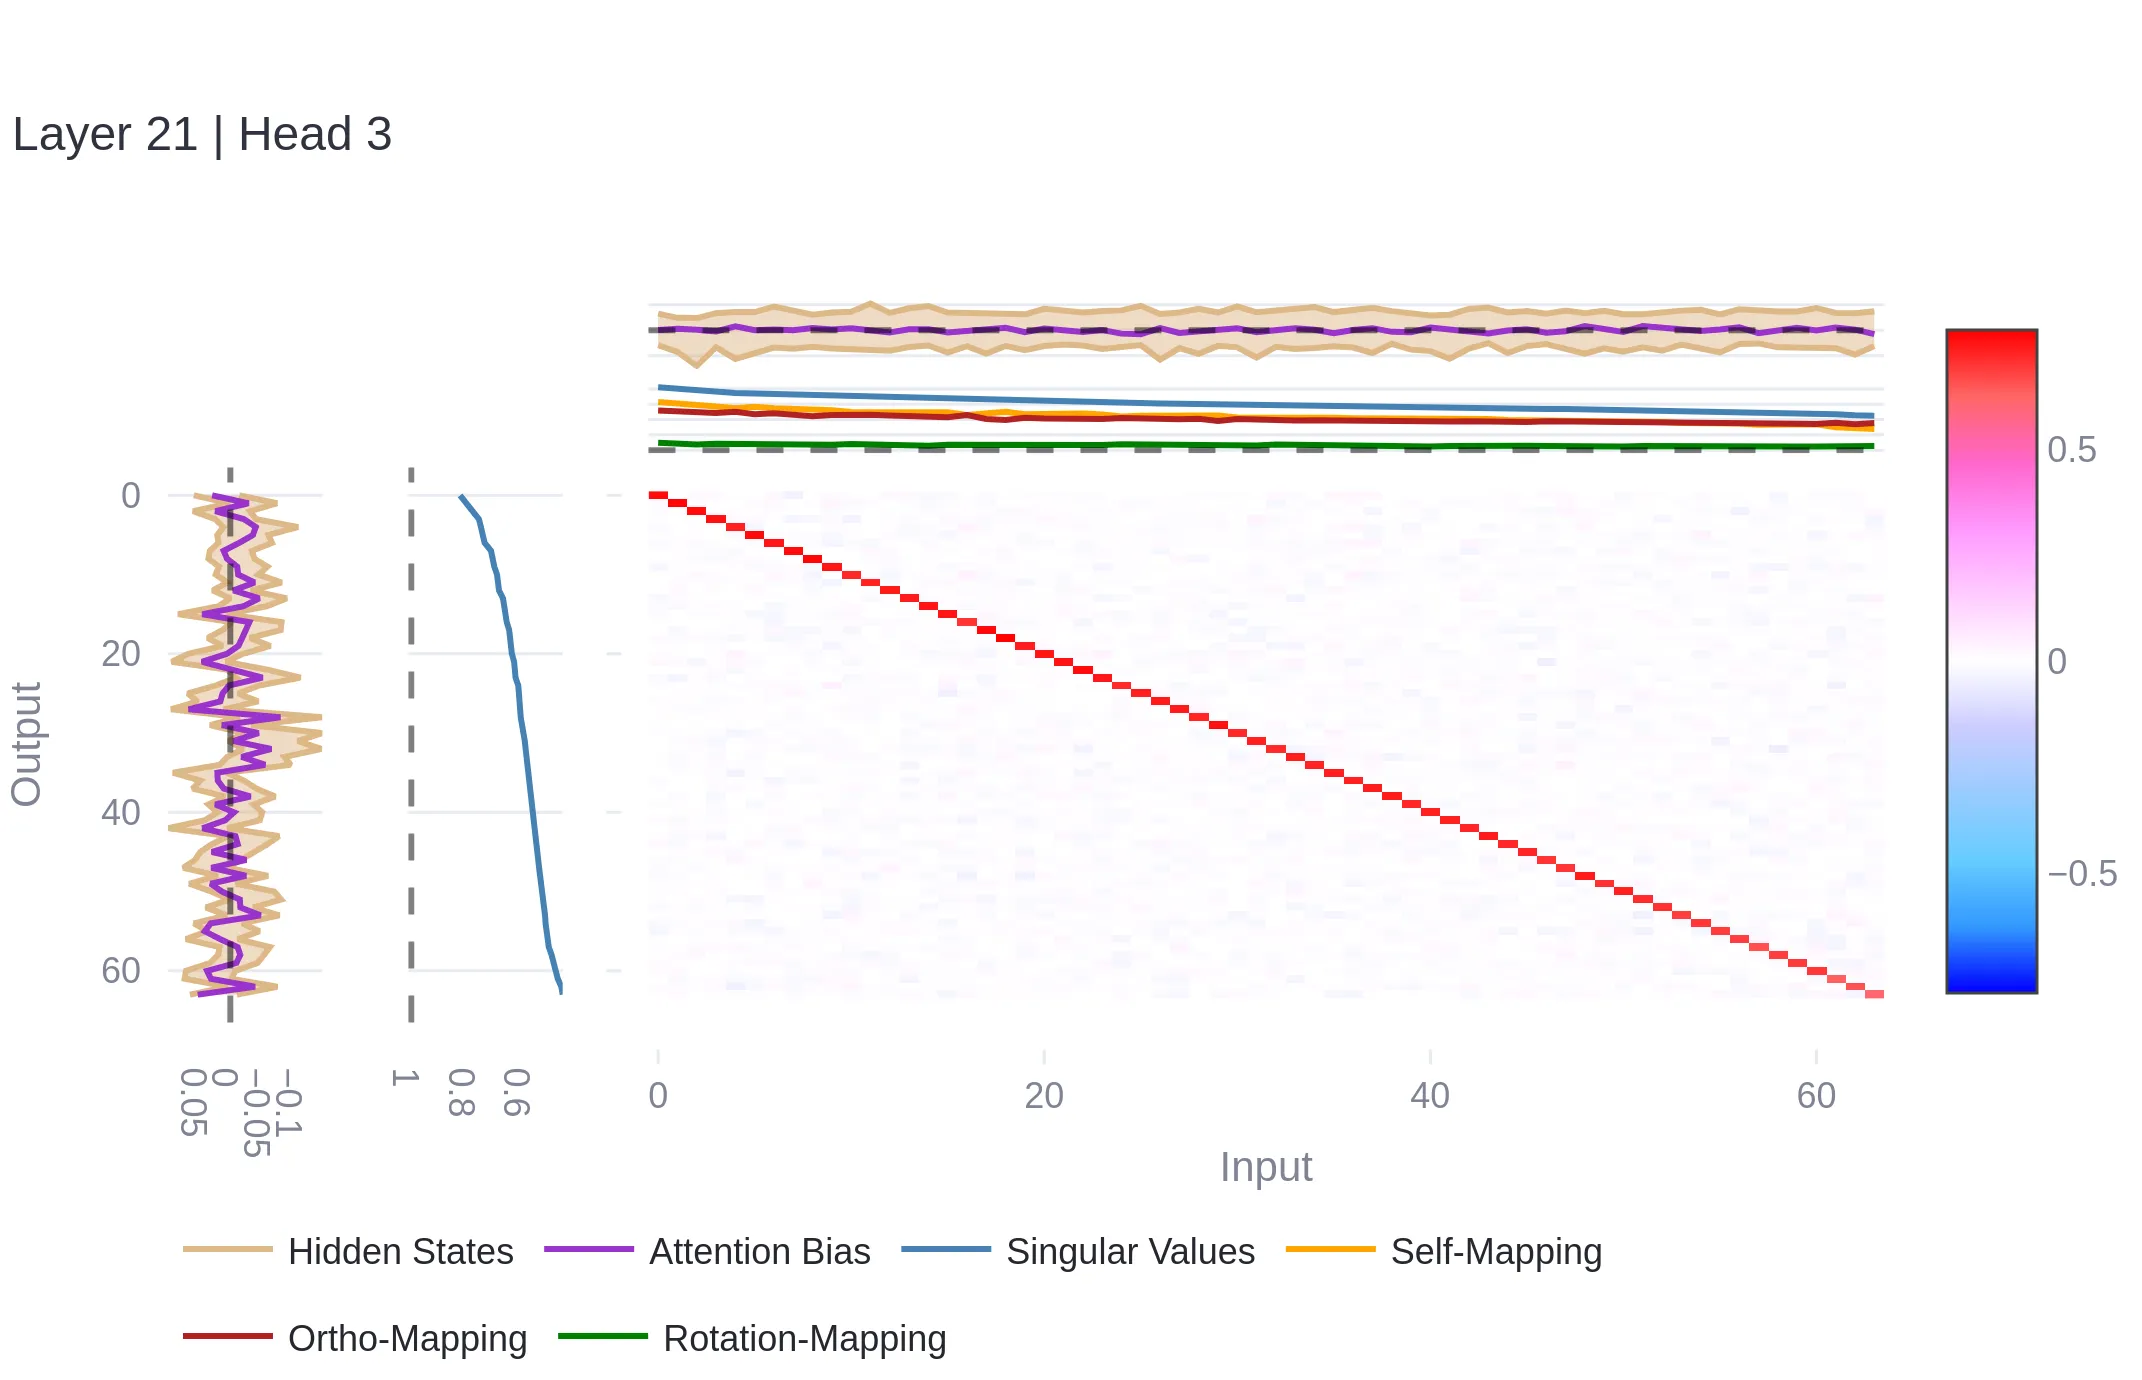 Layer 21 | Head 3
0
20
40
60
Output
0.05
0
−0.05
−0.1
1
0.8
0.6
0
20
40
60
Input
0.5
0
−0.5
Hidden States
Attention Bias
Singular Values
Self-Mapping
Ortho-Mapping
Rotation-Mapping